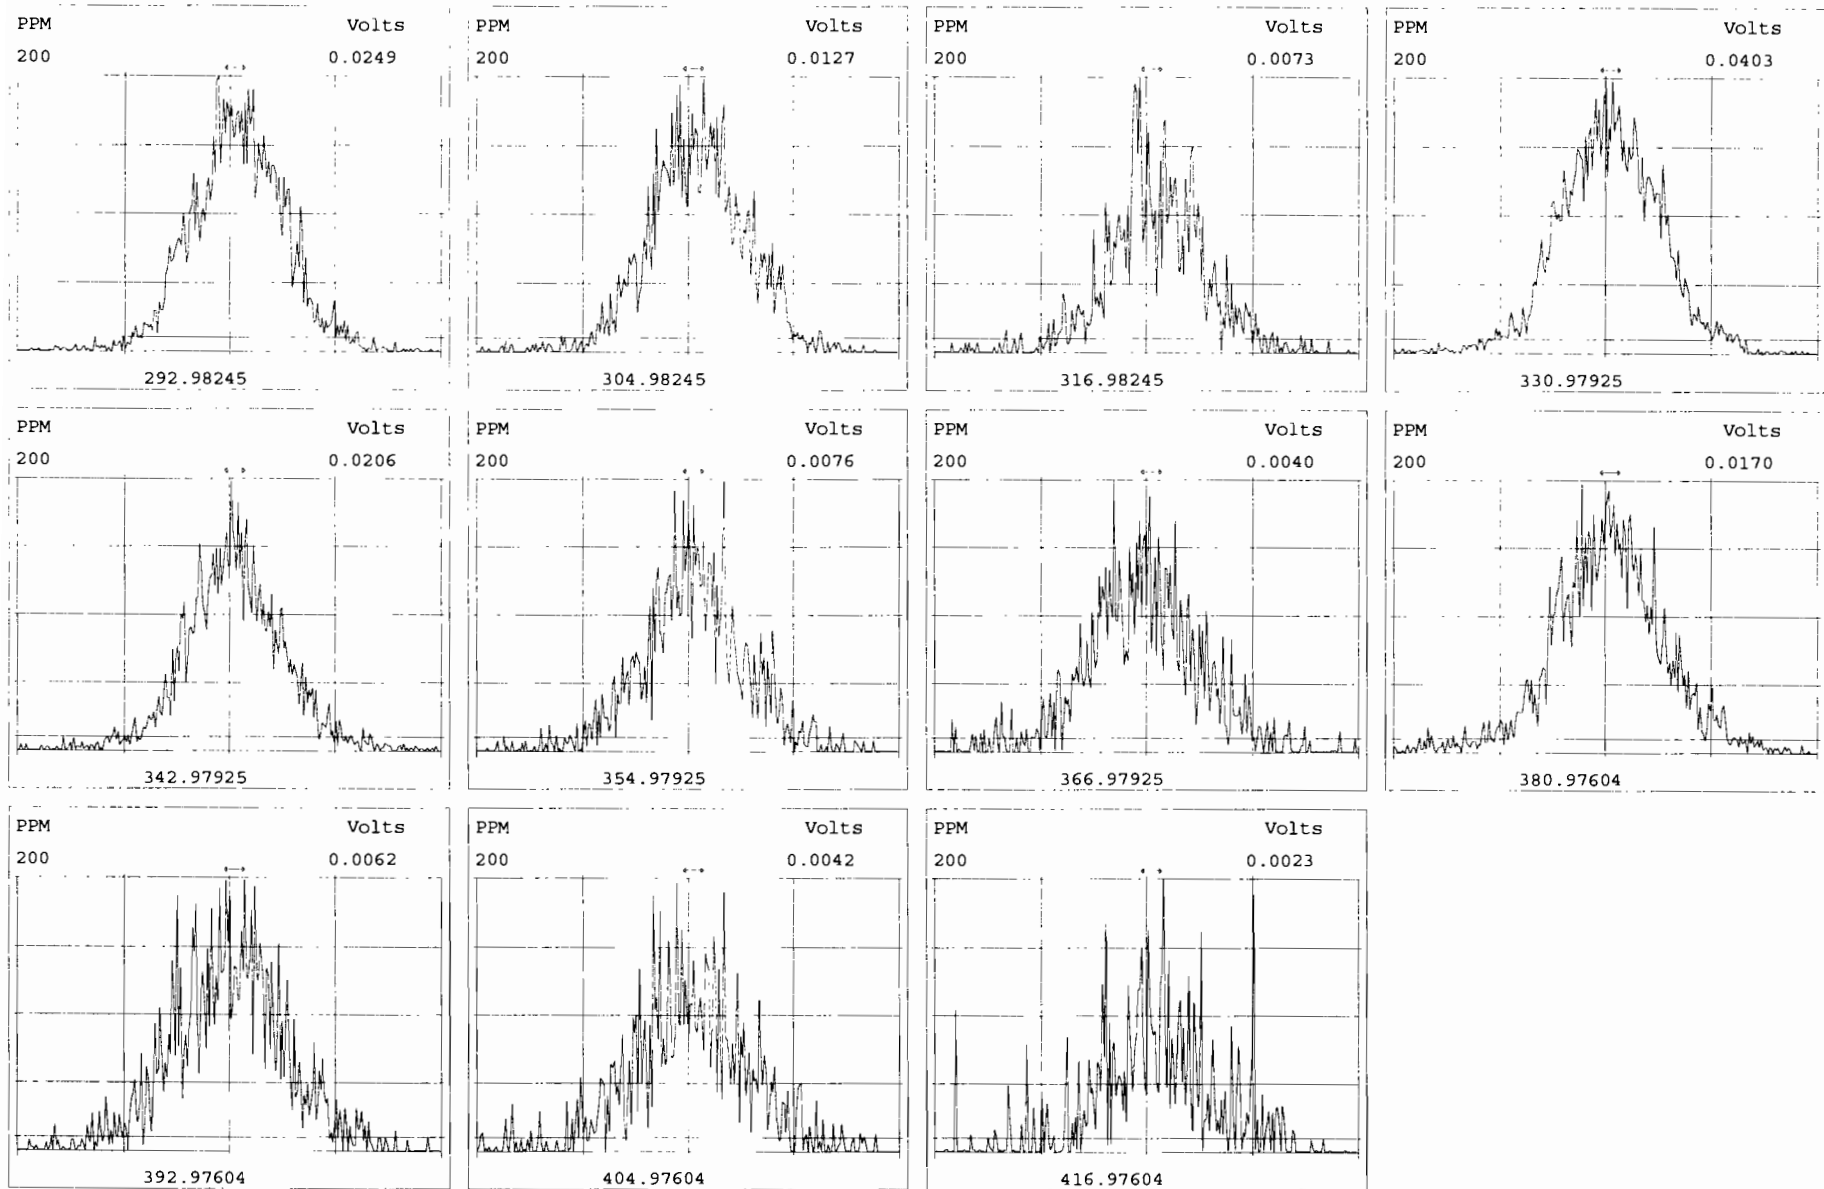 PPM Volts
200 0.0249
292.98245
PPM Volts
200 0.0127
304.98245
PPM Volts
200 0.0073
316.98245
PPM Volts
200 0.0403
330.97925
PPM Volts
200 0.0206
342.97925
PPM Volts
200 0.0076
354.97925
PPM Volts
200 0.0040
366.97925
PPM Volts
200 0.0170
380.97604
PPM Volts
200 0.0062
392.97604
PPM Volts
200 0.0042
404.97604
PPM Volts
200 0.0023
416.97604